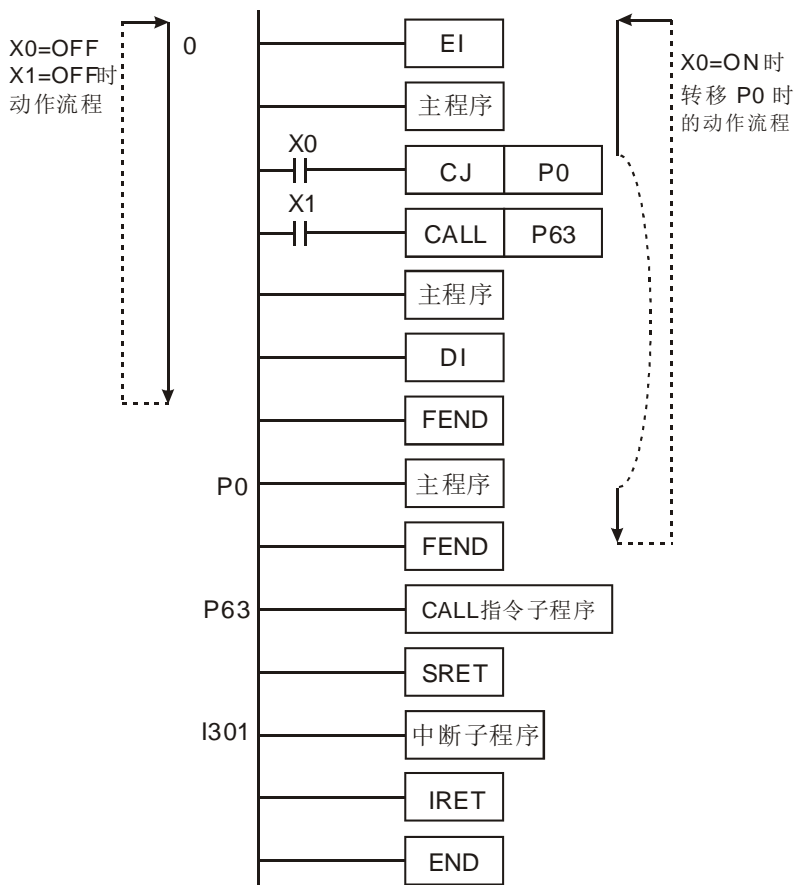 X0=OFF
X1=OFF时
动作流程
0
EI
X0=ON时
转移 P0 时
的动作流程
主程序
X0
CJ P0
X1
CALL P63
主程序
DI
FEND
P0 主程序
FEND
P63 CALL指令子程序
SRET
I301 中断子程序
IRET
END